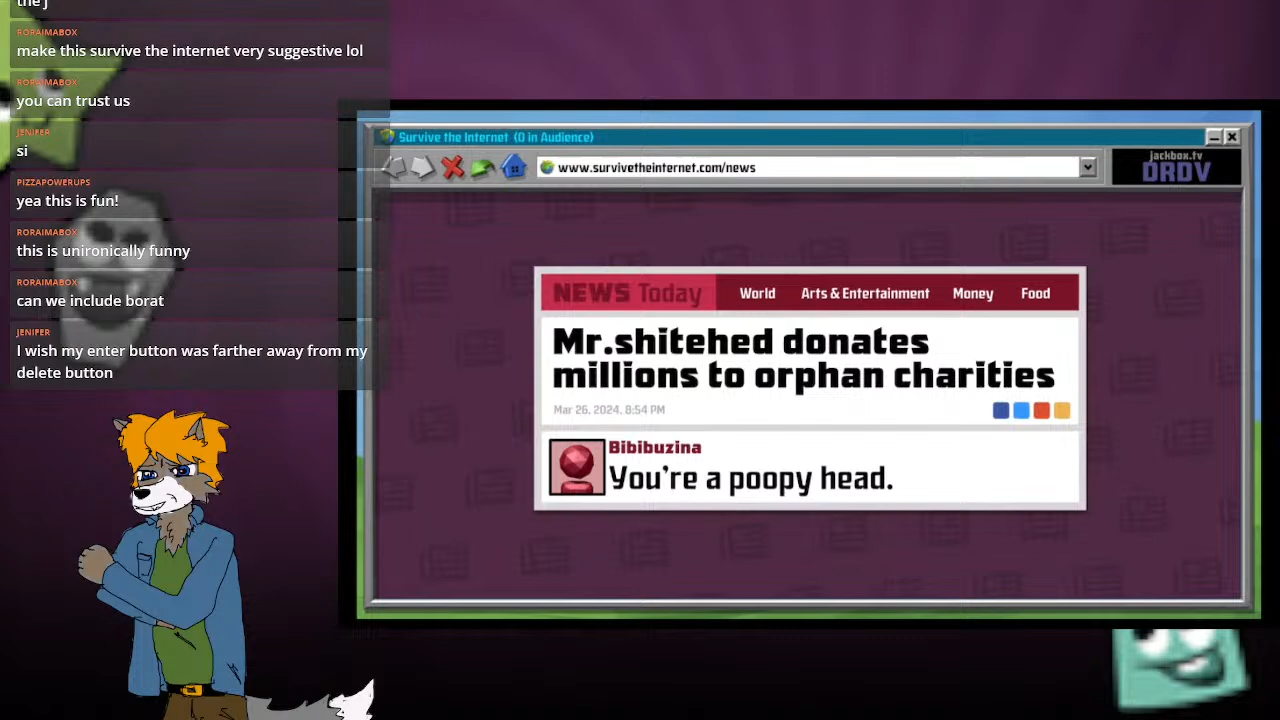 the j
RORAIMABOX
make this survive the internet very suggestive lol
RORAIMABOX
you can trust us
JENIFER
si
PIZZAPOWERUPS
yea this is fun!
RORAIMABOX
this is unironically funny
RORAIMABOX
can we include borat
JENIFER
I wish my enter button was farther away from my
delete button
Survive the Internet (0 in Audience)
www.survivetheinternet.com/news
jackbox.tv
DRDV
NEWS Today World Arts & Entertainment Money Food
Mr.shitehed donates
millions to orphan charities
Mar 26, 2024, 8:54 PM
Bibibuzina
You're a poopy head.